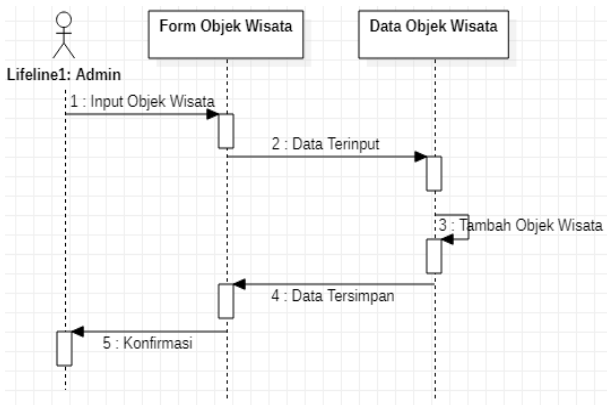 Form Objek Wisata
Data Objek Wisata
Lifeline1: Admin
1 : Input Objek Wisata
2 : Data Terinput
3 : Tambah Objek Wisata
4 : Data Tersimpan
5 : Konfirmasi